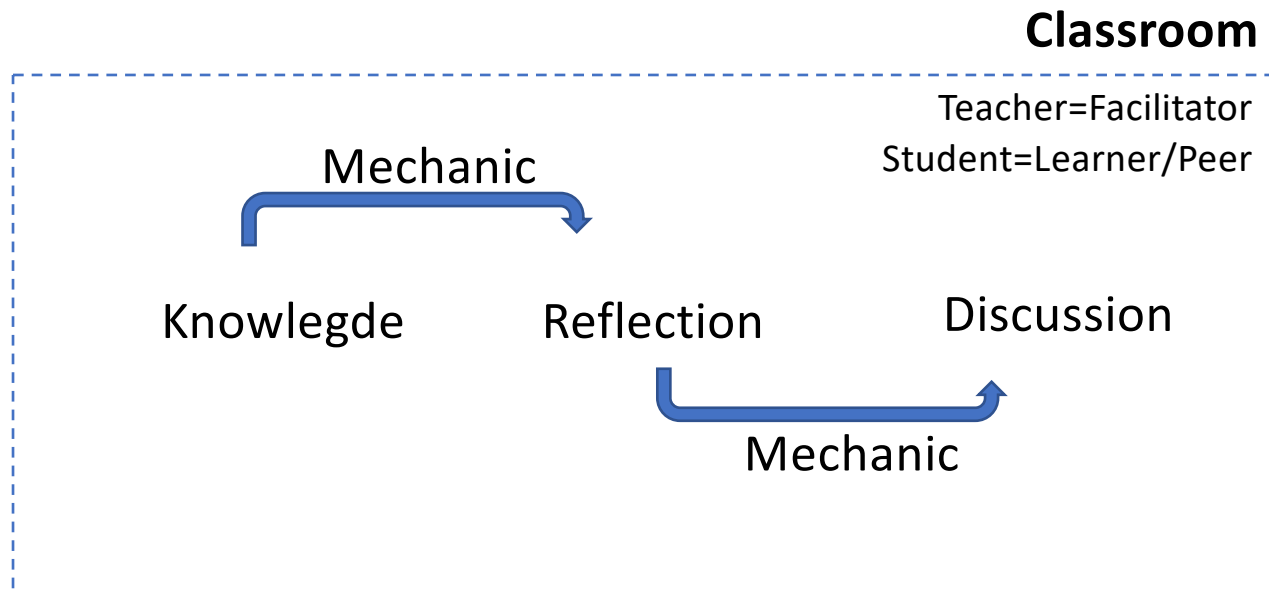 Classroom
Teacher=Facilitator
Student=Learner/Peer
Mechanic
Knowlegde
Reflection
Discussion
Mechanic